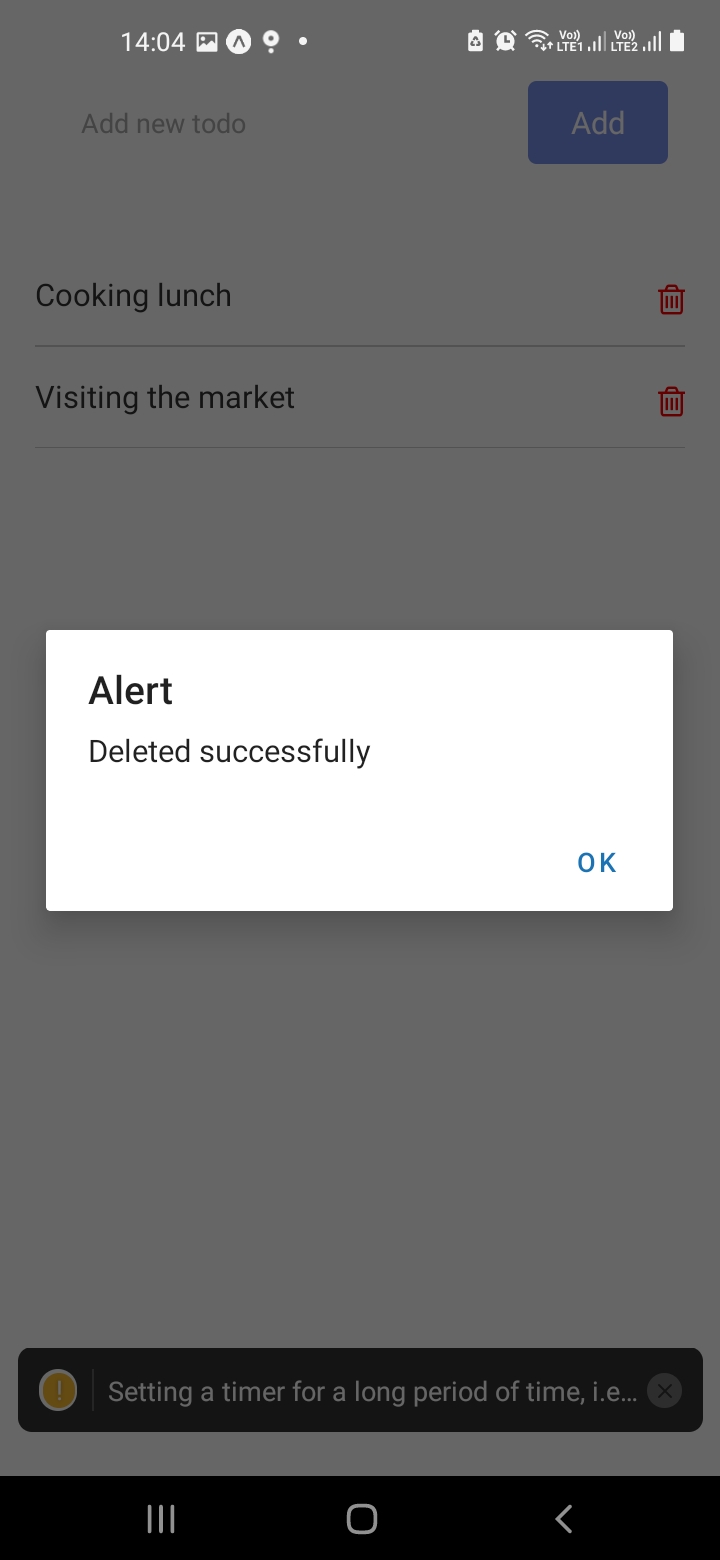 14:04
Vo)) LTE1 Vo)) LTE2
Add new todo
Add
Cooking lunch
Visiting the market
Alert
Deleted successfully
OK
! Setting a timer for a long period of time, i.e...